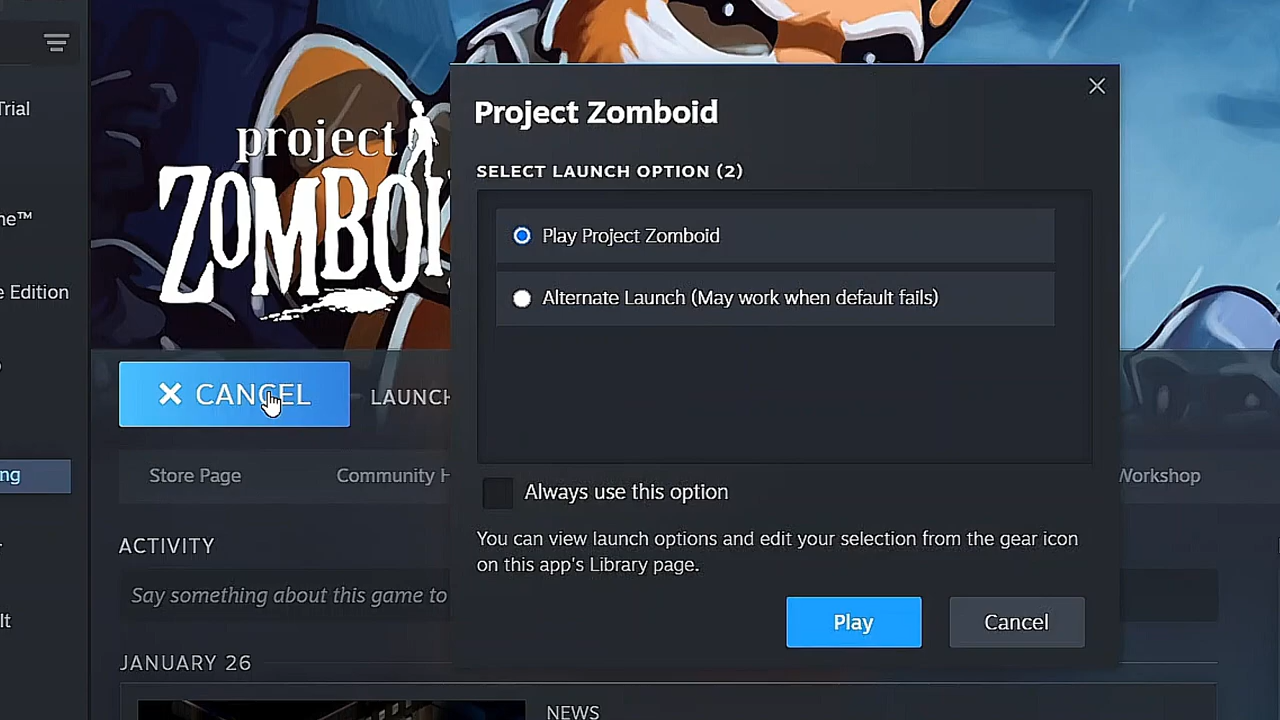 Trial
ne™
e Edition
ng
lt
project
ZOMBOI
CANCEL
LAUNCH
Store Page
Community H
Workshop
ACTIVITY
Say something about this game to
JANUARY 26
NEWS
Project Zomboid
SELECT LAUNCH OPTION (2)
Play Project Zomboid
Alternate Launch (May work when default fails)
Always use this option
You can view launch options and edit your selection from the gear icon
on this app's Library page.
Play
Cancel